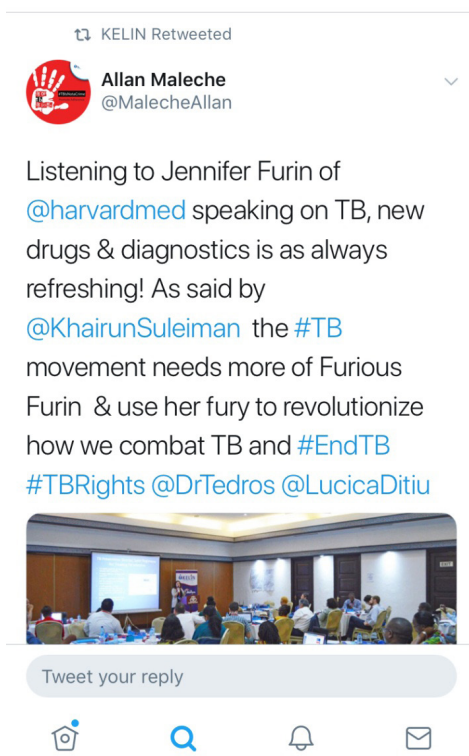 KELIN Retweeted
Allan Maleche
@MalecheAllan
Listening to Jennifer Furin of
@harvardmed speaking on TB, new
drugs & diagnostics is as always
refreshing! As said by
@KhairunSuleiman the #TB
movement needs more of Furious
Furin & use her fury to revolutionize
how we combat TB and #EndTB
#TBRights @DrTedros @LucicaDitiu
EXIT
Tweet your reply